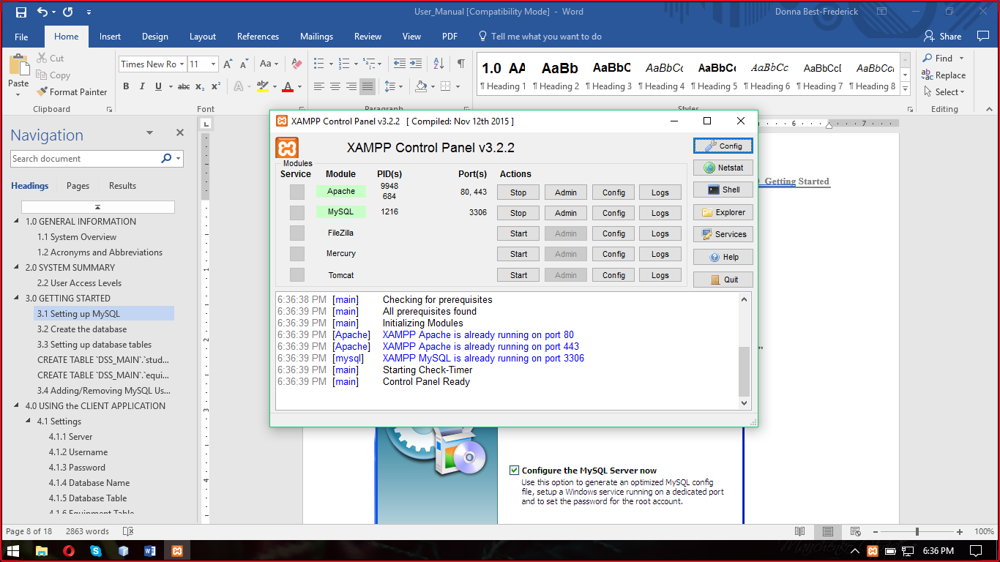 User_Manual [Compatibility Mode] - Word
Donna Best-Frederick
File Home Insert Design Layout References Mailings Review View PDF Tell me what you want to do Share
Paste
Cut
Copy
Format Painter
Clipboard
Times New Ro 11
Font
Paragraph
1.0 AA AaBb AaBbC AaBbCc AaBbCc AaBbCc AaBbCcD AaBbCcI
¶ Heading 1 ¶ Heading 2 ¶ Heading 3 ¶ Heading 4 ¶ Heading 5 ¶ Heading 6 ¶ Heading 7 ¶ Heading 8
Styles
Find
Replace
Select
Editing
Navigation
Search document
Headings Pages Results
1.0 GENERAL INFORMATION
1.1 System Overview
1.2 Acronyms and Abbreviations
2.0 SYSTEM SUMMARY
2.2 User Access Levels
3.0 GETTING STARTED
3.1 Setting up MySQL
3.2 Create the database
3.3 Setting up database tables
CREATE TABLE `DSS_MAIN`.`stud...
CREATE TABLE `DSS_MAIN`.`equi...
3.4 Adding/Removing MySQL Us...
4.0 USING the CLIENT APPLICATION
4.1 Settings
4.1.1 Server
4.1.2 Username
4.1.3 Password
4.1.4 Database Name
4.1.5 Database Table
4.1.6 Equipment Table
6 7
1
2
3
4
Getting Started
”
XAMPP Control Panel v3.2.2 [ Compiled: Nov 12th 2015 ]
XAMPP Control Panel v3.2.2
Modules
Service Module PID(s) Port(s) Actions
Apache 9948 684 80, 443 Stop Admin Config Logs
MySQL 1216 3306 Stop Admin Config Logs
FileZilla Start Admin Config Logs
Mercury Start Admin Config Logs
Tomcat Start Admin Config Logs
Config
Netstat
Shell
Explorer
Services
Help
Quit
6:36:38 PM [main] Checking for prerequisites
6:36:39 PM [main] All prerequisites found
6:36:39 PM [main] Initializing Modules
6:36:39 PM [Apache] XAMPP Apache is already running on port 80
6:36:39 PM [Apache] XAMPP Apache is already running on port 443
6:36:39 PM [mysql] XAMPP MySQL is already running on port 3306
6:36:39 PM [main] Starting Check-Timer
6:36:39 PM [main] Control Panel Ready
Configure the MySQL Server now
Use this option to generate an optimized MySQL config
file, setup a Windows service running on a dedicated port
and to set the password for the root account.
Page 8 of 18 2863 words 100%
6:36 PM